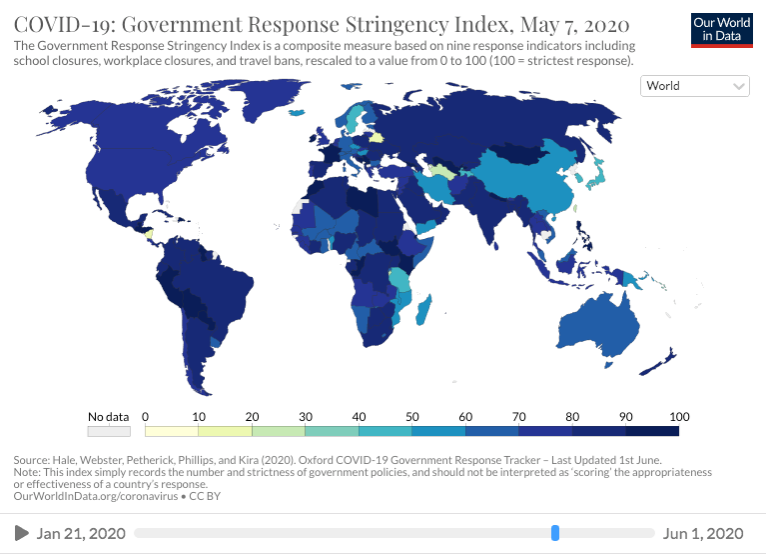 COVID-19: Government Response Stringency Index, May 7, 2020
Our World
in Data
The Government Response Stringency Index is a composite measure based on nine response indicators including
school closures, workplace closures, and travel bans, rescaled to a value from 0 to 100 (100 = strictest response).
World
No data 0 10 20 30 40 50 60 70 80 90 100
Source: Hale, Webster, Petherick, Phillips, and Kira (2020). Oxford COVID-19 Government Response Tracker – Last Updated 1st June.
Note: This index simply records the number and strictness of government policies, and should not be interpreted as ‘scoring’ the appropriateness
or effectiveness of a country's response.
OurWorldInData.org/coronavirus • CC BY
Jan 21, 2020 Jun 1, 2020